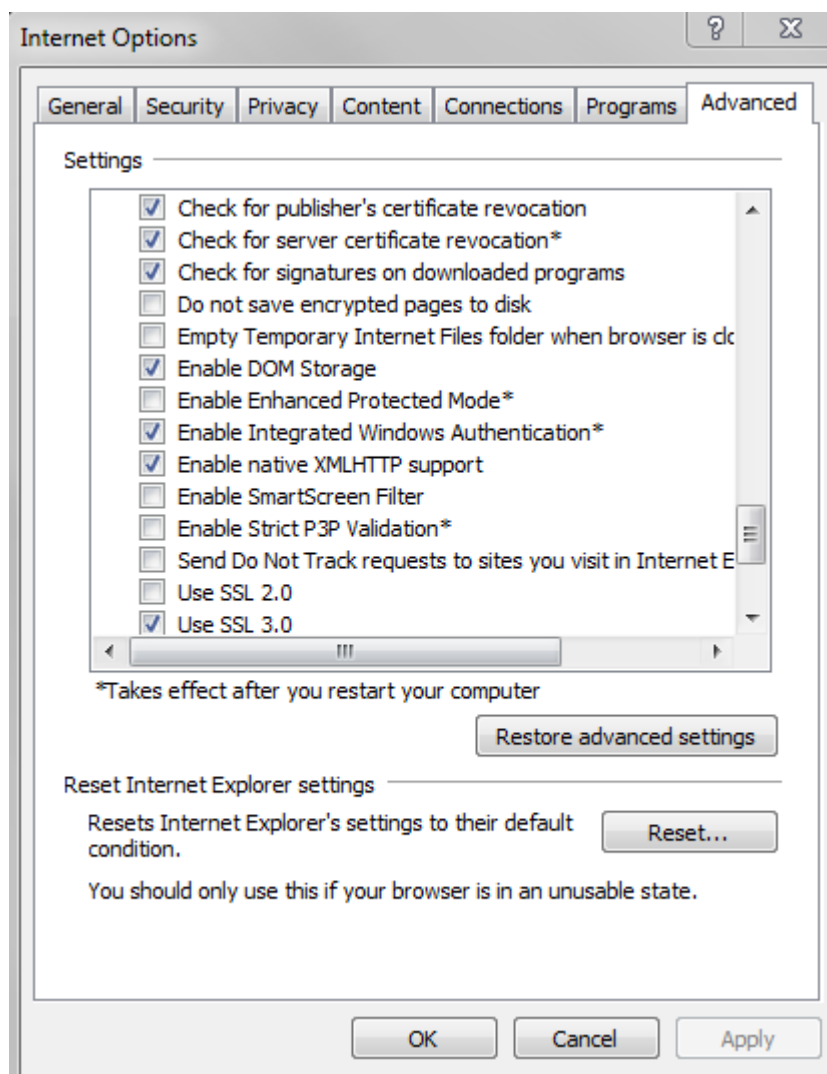 Internet Options
General Security Privacy Content Connections Programs Advanced
Settings
Check for publisher's certificate revocation
Check for server certificate revocation*
Check for signatures on downloaded programs
Do not save encrypted pages to disk
Empty Temporary Internet Files folder when browser is clo
Enable DOM Storage
Enable Enhanced Protected Mode*
Enable Integrated Windows Authentication*
Enable native XMLHTTP support
Enable SmartScreen Filter
Enable Strict P3P Validation*
Send Do Not Track requests to sites you visit in Internet E
Use SSL 2.0
Use SSL 3.0
*Takes effect after you restart your computer
Restore advanced settings
Reset Internet Explorer settings
Resets Internet Explorer's settings to their default
condition.
Reset...
You should only use this if your browser is in an unusable state.
OK Cancel Apply